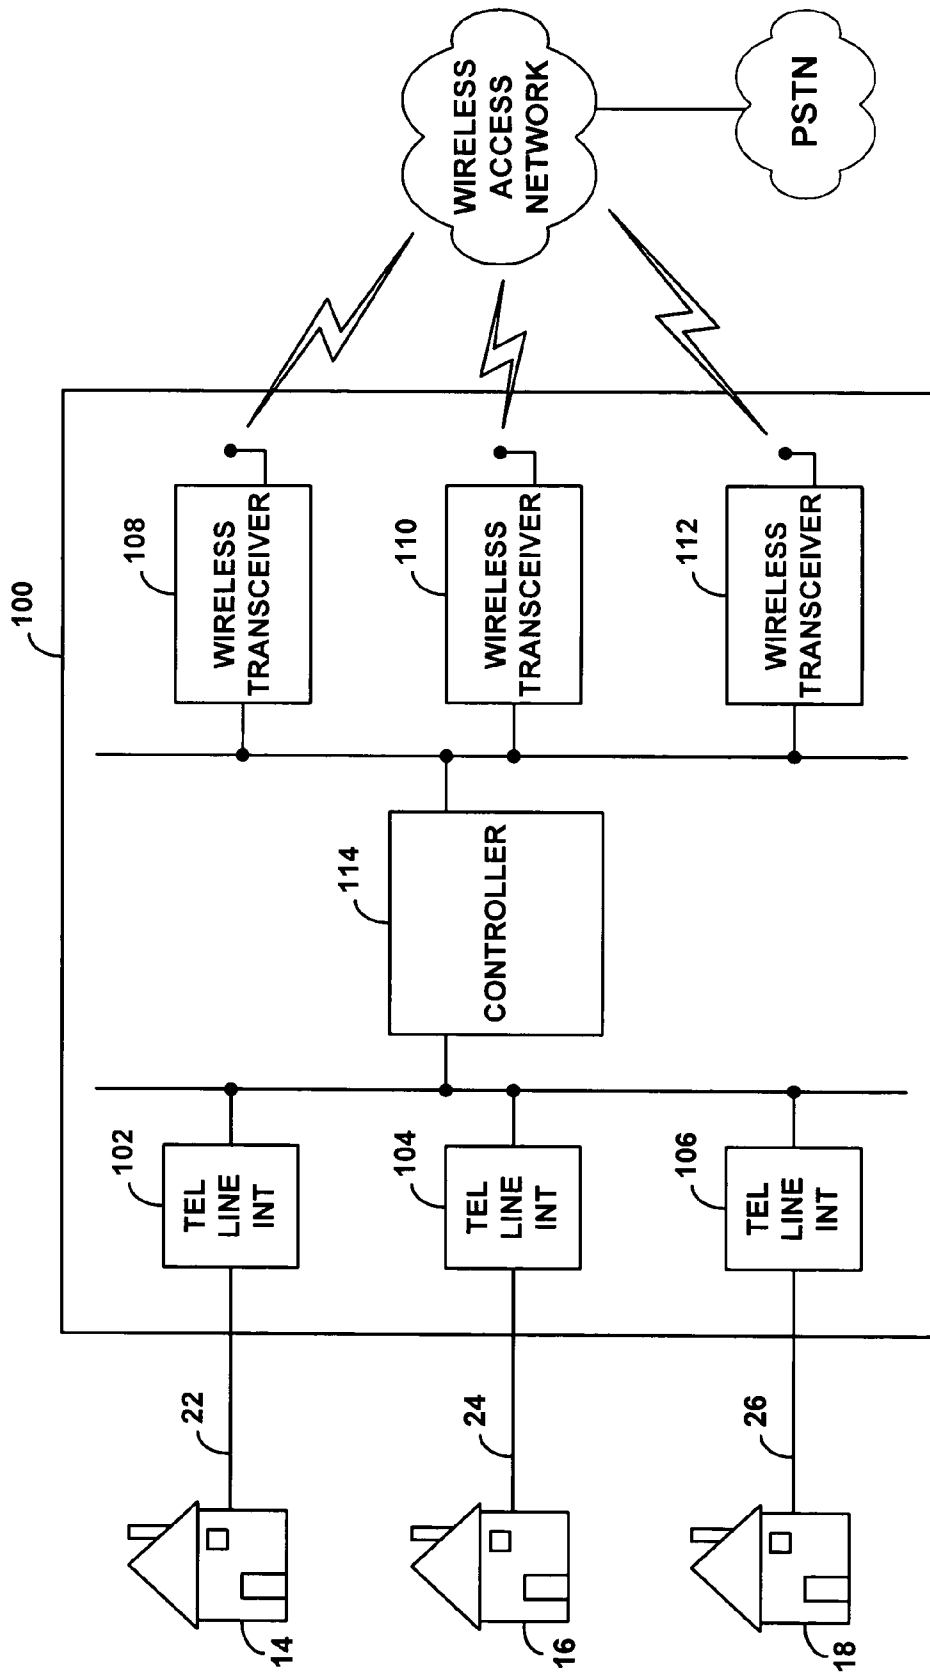 100
102
TEL
LINE
INT
22
14
108
WIRELESS
TRANSCEIVER
114
CONTROLLER
104
TEL
LINE
INT
24
16
110
WIRELESS
TRANSCEIVER
WIRELESS
ACCESS
NETWORK
106
TEL
LINE
INT
26
18
112
WIRELESS
TRANSCEIVER
PSTN